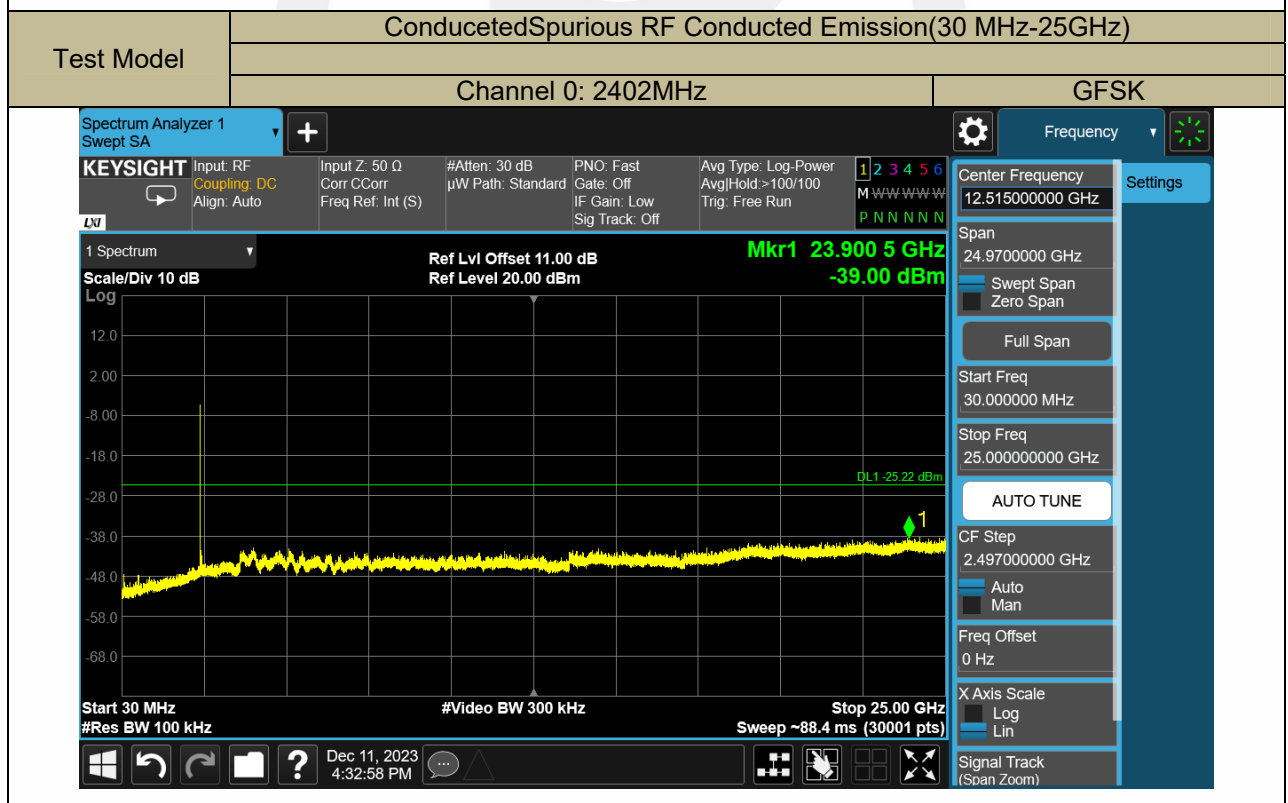 ConducetedSpurious RF Conducted Emission(30 MHz-25GHz)
Test Model
Channel 0: 2402MHz GFSK
Spectrum Analyzer 1
Swept SA
Frequency
KEYSIGHT
LXI
Input: RF
Coupling: DC
Align: Auto
Input Z: 50 Ω
Corr CCorr
Freq Ref: Int (S)
#Atten: 30 dB
µW Path: Standard
PNO: Fast
Gate: Off
IF Gain: Low
Sig Track: Off
Avg Type: Log-Power
Avg|Hold:>100/100
Trig: Free Run
1 2 3 4 5 6
M W W W W W
P N N N N N
1 Spectrum
Scale/Div 10 dB
Log
Ref Lvl Offset 11.00 dB
Ref Level 20.00 dBm
Mkr1 23.900 5 GHz
-39.00 dBm
12.0
2.00
-8.00
-18.0
-28.0
-38.0
-48.0
-58.0
-68.0
DL1 -25.22 dBm
1
Start 30 MHz
#Res BW 100 kHz
#Video BW 300 kHz
Stop 25.00 GHz
Sweep ~88.4 ms (30001 pts)
Dec 11, 2023
4:32:58 PM
?
Center Frequency
12.515000000 GHz
Settings
Span
24.9700000 GHz
Swept Span
Zero Span
Full Span
Start Freq
30.000000 MHz
Stop Freq
25.000000000 GHz
AUTO TUNE
CF Step
2.497000000 GHz
Auto
Man
Freq Offset
0 Hz
X Axis Scale
Log
Lin
Signal Track
(Span Zoom)